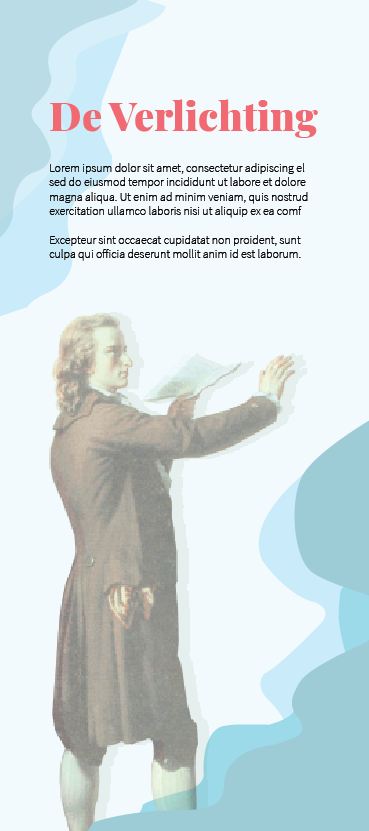 De Verlichting
Lorem ipsum dolor sit amet, consectetur adipiscing el
sed do eiusmod tempor incididunt ut labore et dolore
magna aliqua. Ut enim ad minim veniam, quis nostrud
exercitation ullamco laboris nisi ut aliquip ex ea comf
Excepteur sint occaecat cupidatat non proident, sunt
culpa qui officia deserunt mollit anim id est laborum.